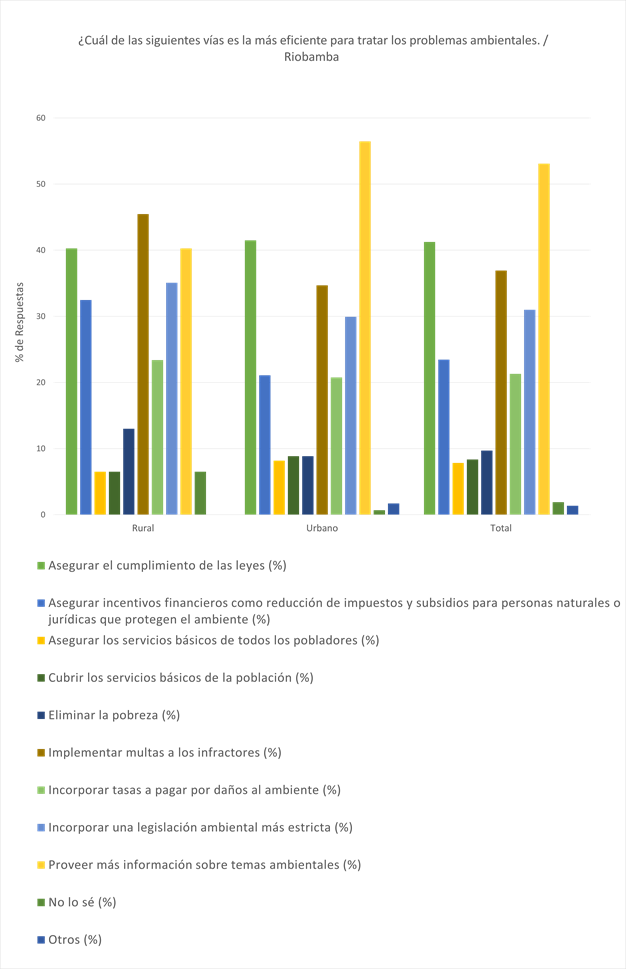 ¿Cuál de las siguientes vías es la más eficiente para tratar los problemas ambientales. /
Riobamba
60
50
40
30
20
10
0
% de Respuestas
Rural
Urbano
Total
Asegurar el cumplimiento de las leyes (%)
Asegurar incentivos financieros como reducción de impuestos y subsidios para personas naturales o
jurídicas que protegen el ambiente (%)
Asegurar los servicios básicos de todos los pobladores (%)
Cubrir los servicios básicos de la población (%)
Eliminar la pobreza (%)
Implementar multas a los infractores (%)
Incorporar tasas a pagar por daños al ambiente (%)
Incorporar una legislación ambiental más estricta (%)
Proveer más información sobre temas ambientales (%)
No lo sé (%)
Otros (%)